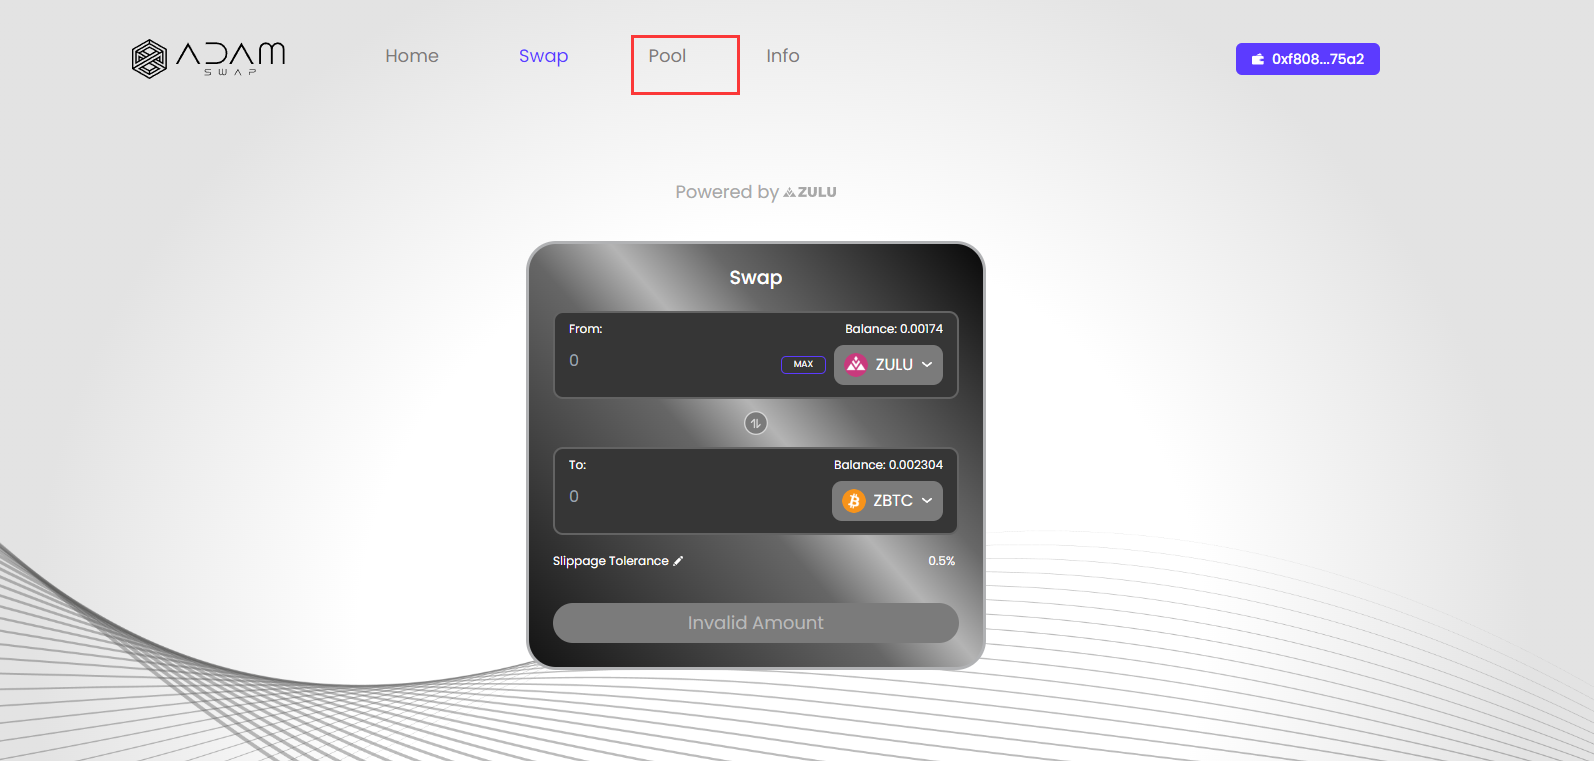 ADAM
SWAP
Home
Swap
Pool
Info
0xf808...75a2
Powered by ZULU
Swap
From:
Balance: 0.00174
0
MAX
ZULU
To:
Balance: 0.002304
0
ZBTC
Slippage Tolerance
0.5%
Invalid Amount